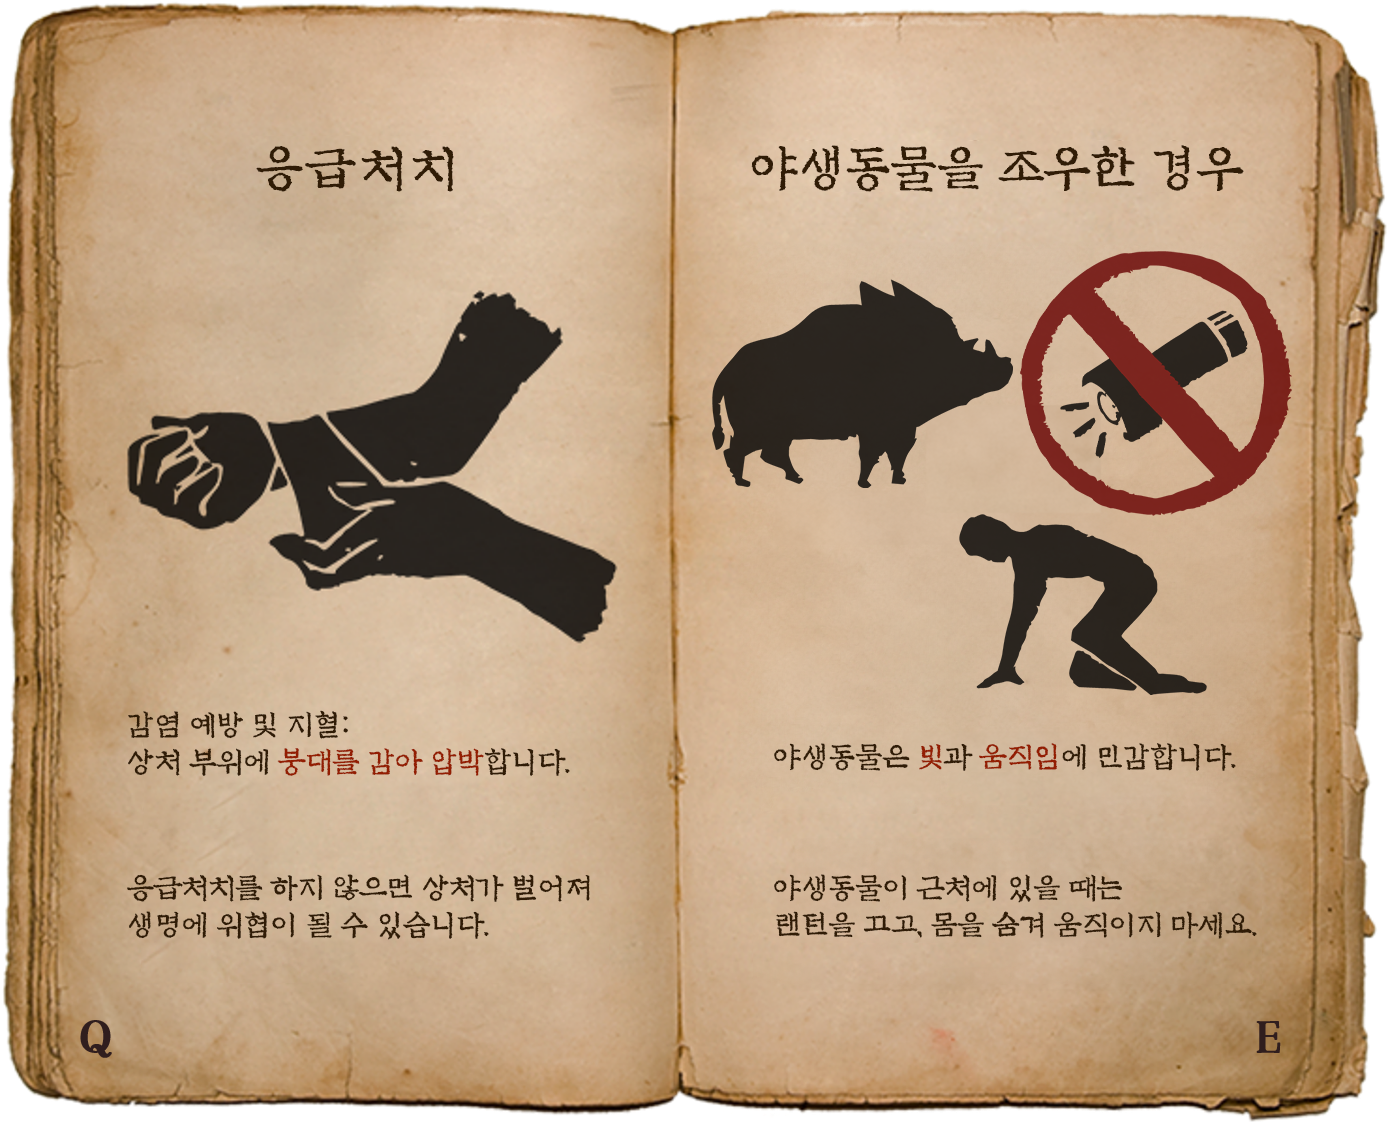 응급처치
감염 예방 및 지혈:
상처 부위에 붕대를 감아 압박합니다.
응급처치를 하지 않으면 상처가 벌어져
생명에 위협이 될 수 있습니다.
Q
야생동물을 조우한 경우
야생동물은 빛과 움직임에 민감합니다.
야생동물이 근처에 있을 때는
랜턴을 끄고, 몸을 숨겨 움직이지 마세요.
E